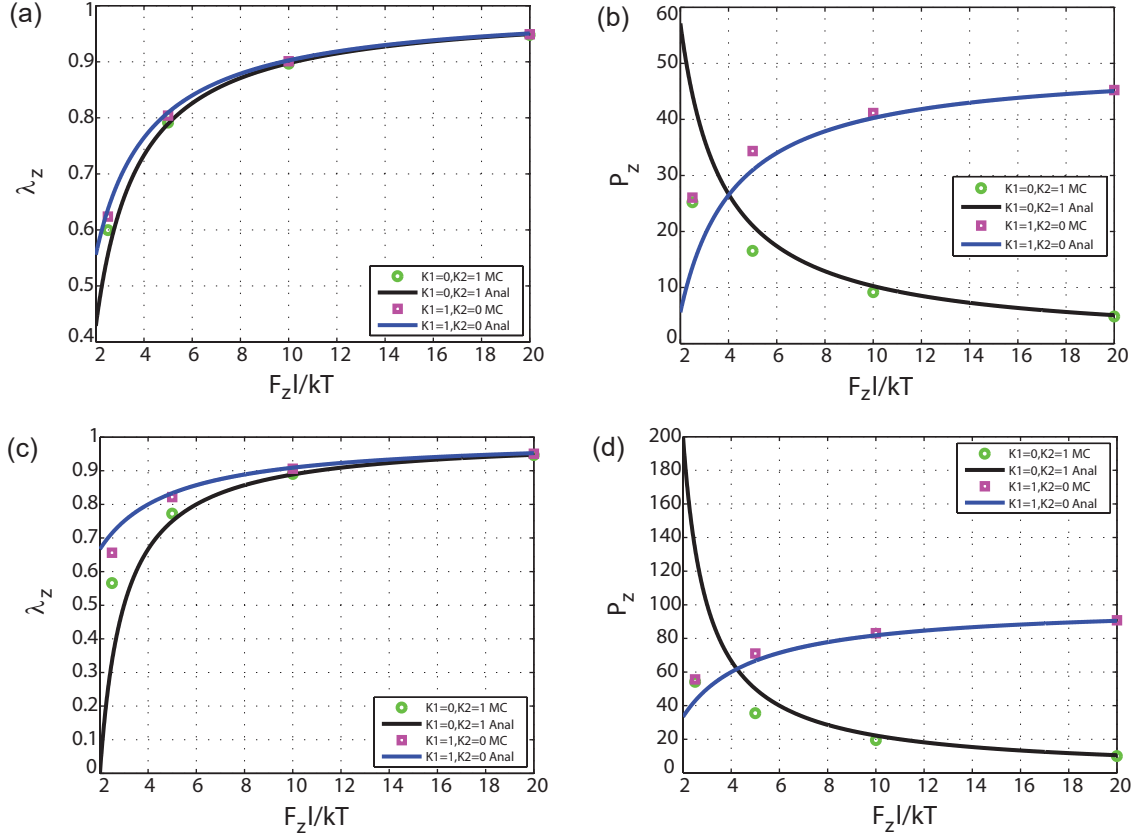 (a)
1
0.9
0.8
0.7
0.6
0.5
0.4
λz
2 4 6 8 10 12 14 16 18 20
FzI/kT
K1=0,K2=1 MC
K1=0,K2=1 Anal
K1=1,K2=0 MC
K1=1,K2=0 Anal
(b)
60
50
40
30
20
10
0
Pz
2 4 6 8 10 12 14 16 18 20
FzI/kT
K1=0,K2=1 MC
K1=0,K2=1 Anal
K1=1,K2=0 MC
K1=1,K2=0 Anal
(c)
1
0.9
0.8
0.7
0.6
0.5
0.4
0.3
0.2
0.1
0
λz
2 4 6 8 10 12 14 16 18 20
FzI/kT
K1=0,K2=1 MC
K1=0,K2=1 Anal
K1=1,K2=0 MC
K1=1,K2=0 Anal
(d)
200
180
160
140
120
100
80
60
40
20
0
Pz
2 4 6 8 10 12 14 16 18 20
FzI/kT
K1=0,K2=1 MC
K1=0,K2=1 Anal
K1=1,K2=0 MC
K1=1,K2=0 Anal